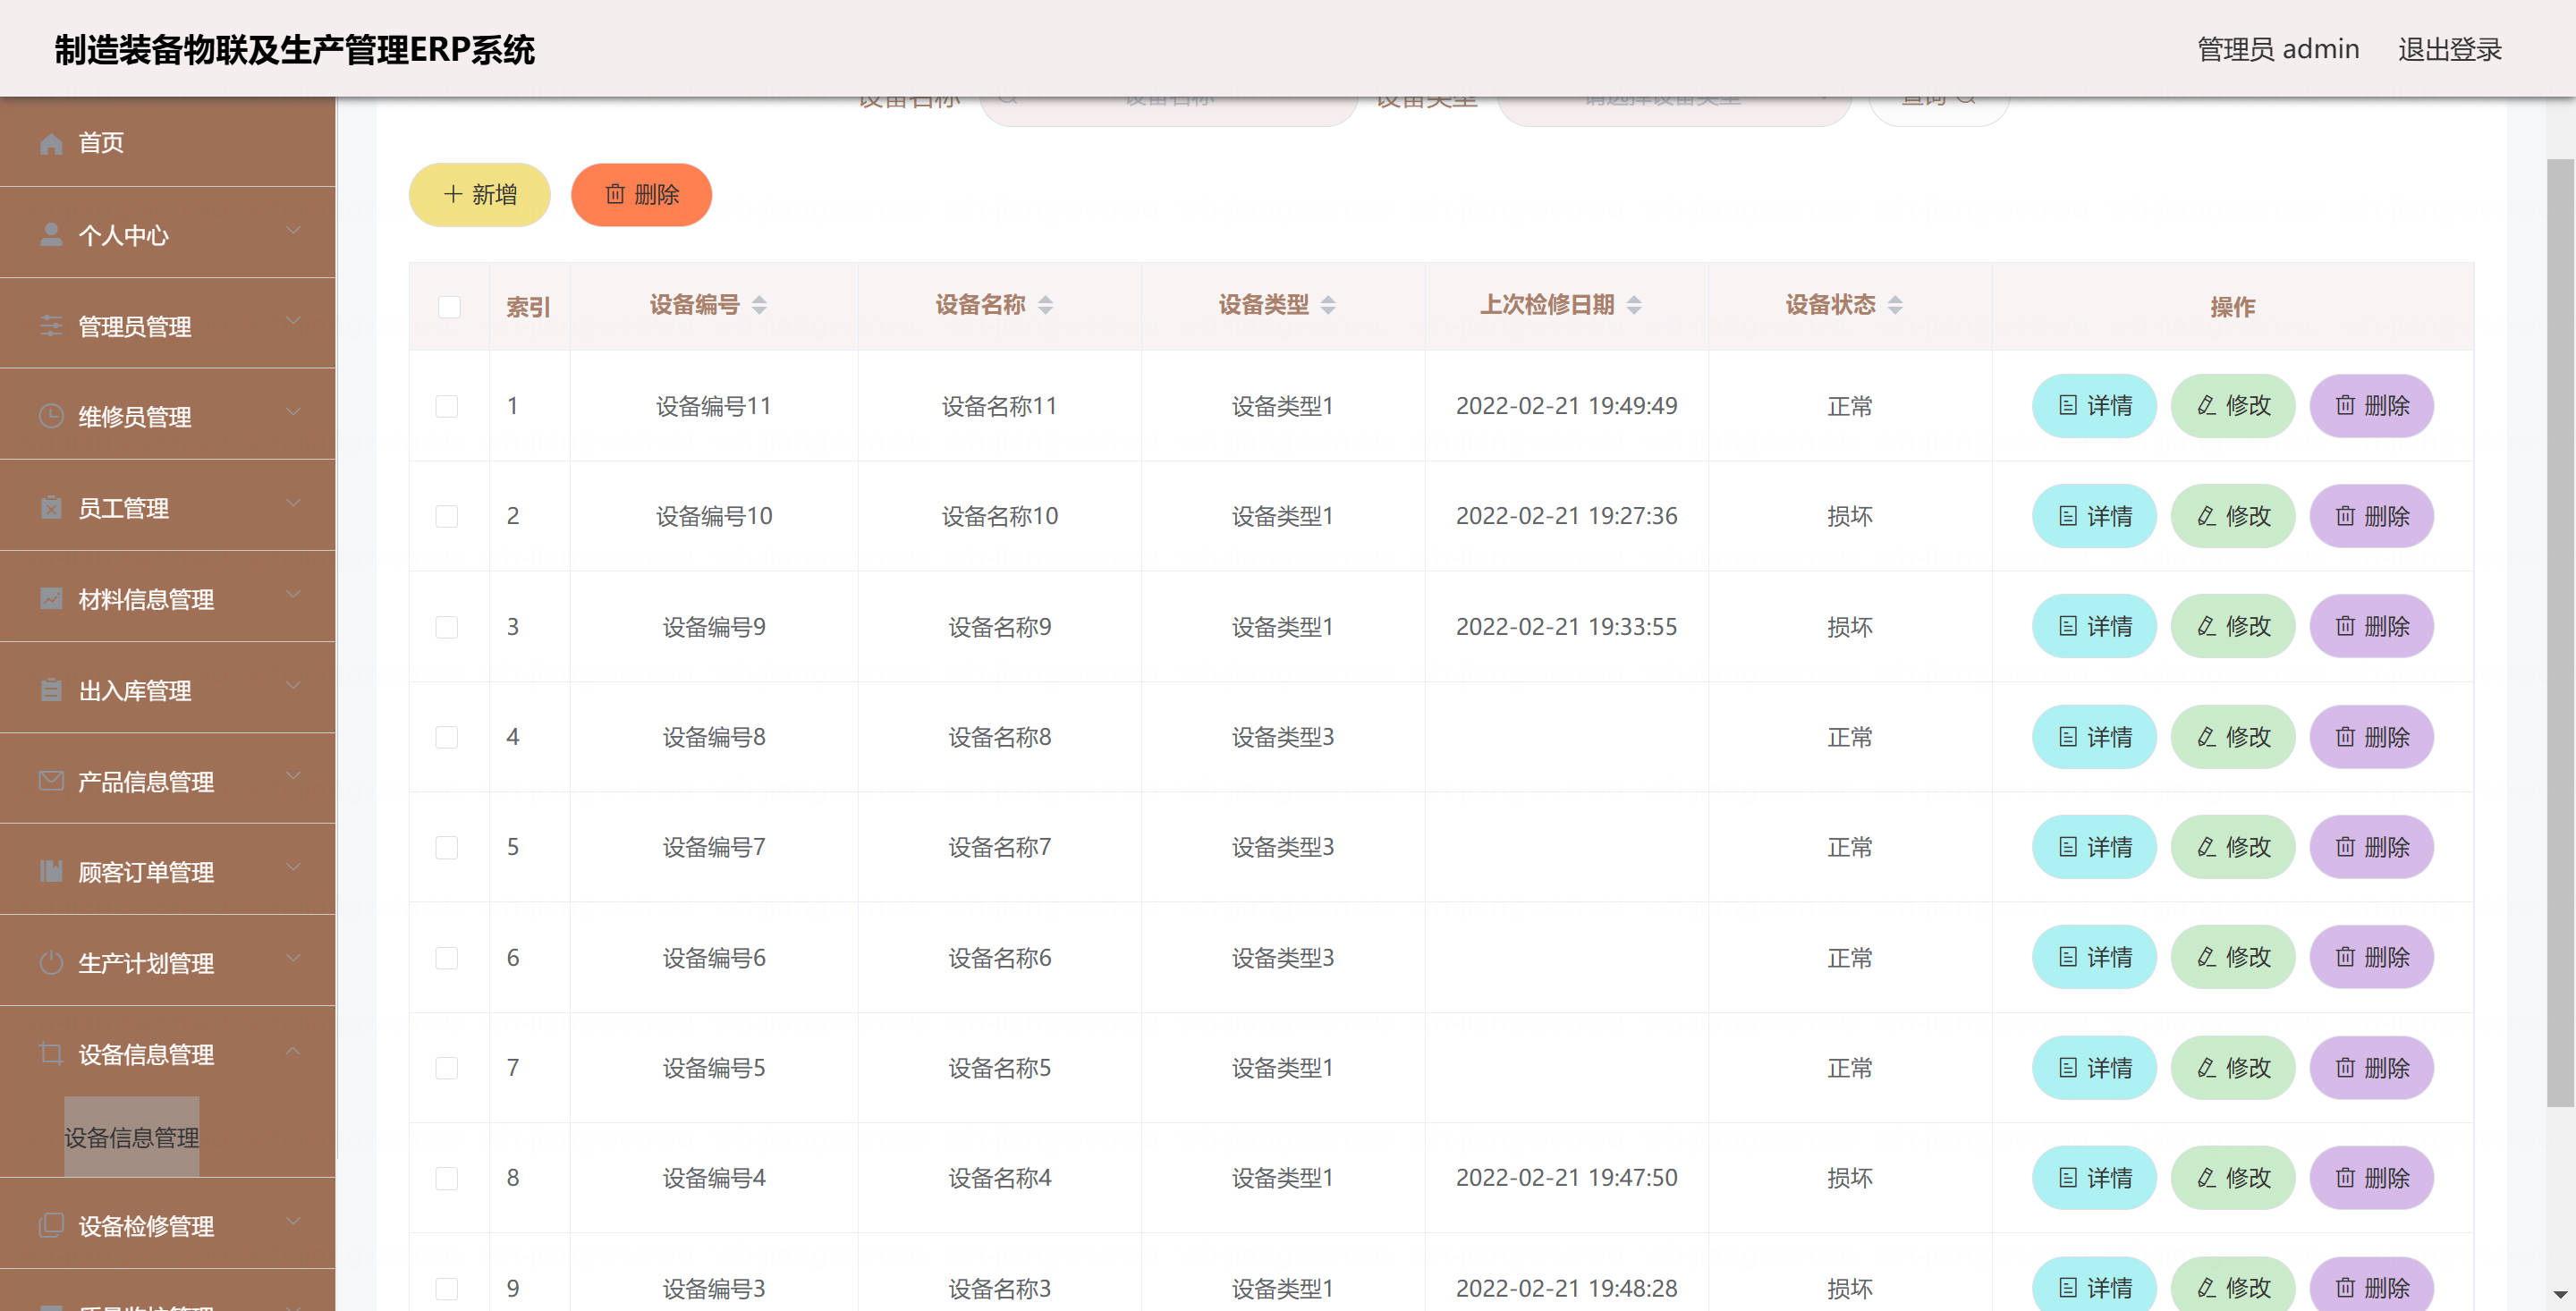 制造装备物联及生产管理ERP系统
管理员 admin 退出登录
设备名称 设备名称 设备类型 请选择设备类型 查询
首页
个人中心
管理员管理
维修员管理
员工管理
材料信息管理
出入库管理
产品信息管理
顾客订单管理
生产计划管理
设备信息管理
设备信息管理
设备检修管理
质量监控管理
新增 删除
索引 设备编号 设备名称 设备类型 上次检修日期 设备状态 操作
1 设备编号11 设备名称11 设备类型1 2022-02-21 19:49:49 正常 详情 修改 删除
2 设备编号10 设备名称10 设备类型1 2022-02-21 19:27:36 损坏 详情 修改 删除
3 设备编号9 设备名称9 设备类型1 2022-02-21 19:33:55 损坏 详情 修改 删除
4 设备编号8 设备名称8 设备类型3 正常 详情 修改 删除
5 设备编号7 设备名称7 设备类型3 正常 详情 修改 删除
6 设备编号6 设备名称6 设备类型3 正常 详情 修改 删除
7 设备编号5 设备名称5 设备类型1 正常 详情 修改 删除
8 设备编号4 设备名称4 设备类型1 2022-02-21 19:47:50 损坏 详情 修改 删除
9 设备编号3 设备名称3 设备类型1 2022-02-21 19:48:28 损坏 详情 修改 删除